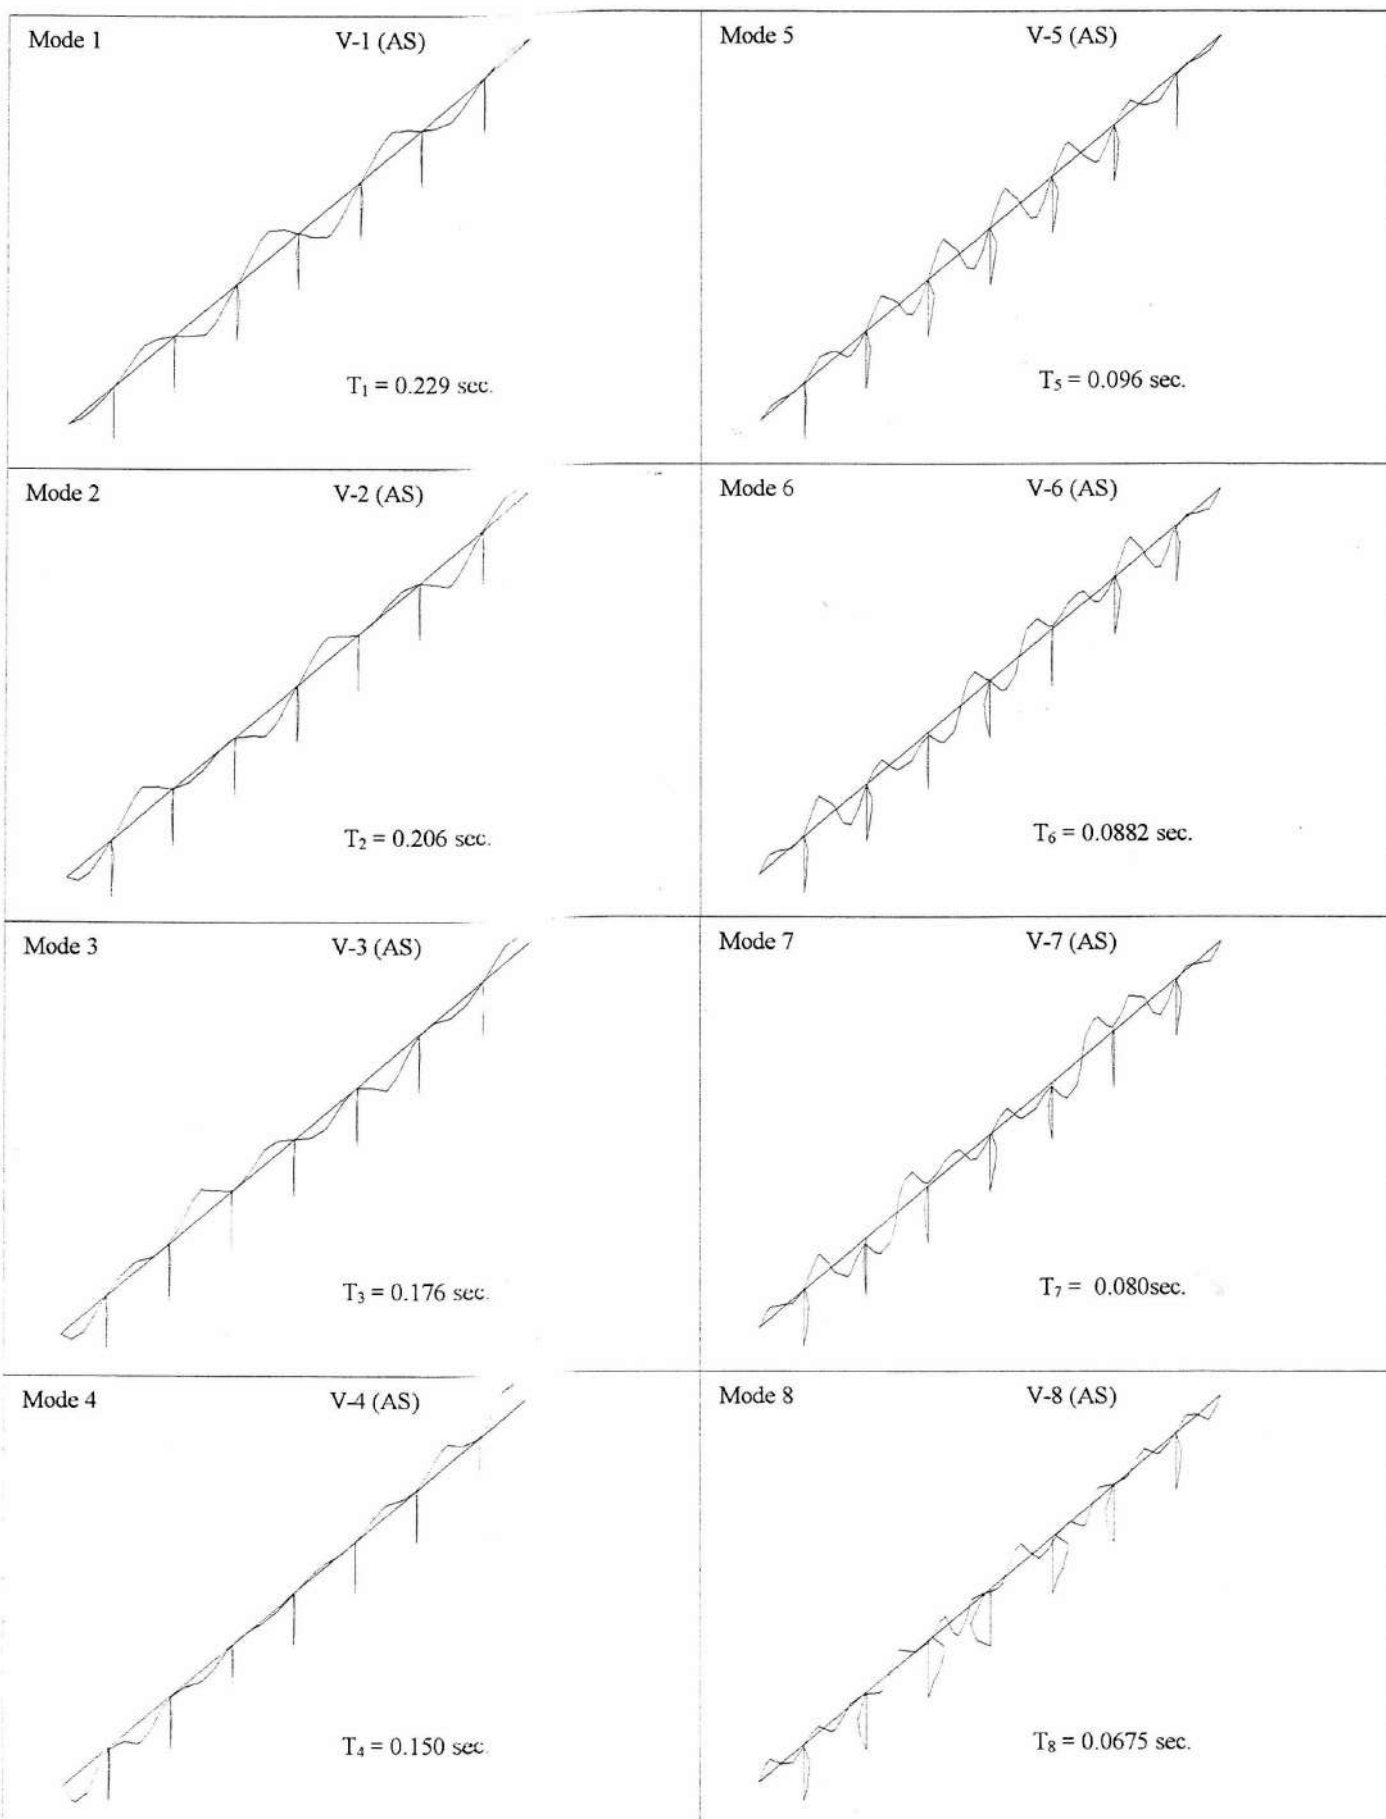 Mode 1 V-1 (AS)
T₁ = 0.229 sec.
Mode 2 V-2 (AS)
T₂ = 0.206 sec.
Mode 3 V-3 (AS)
T₃ = 0.176 sec.
Mode 4 V-4 (AS)
T₄ = 0.150 sec.
Mode 5 V-5 (AS)
T₅ = 0.096 sec.
Mode 6 V-6 (AS)
T₆ = 0.0882 sec.
Mode 7 V-7 (AS)
T₇ = 0.080sec.
Mode 8 V-8 (AS)
T₈ = 0.0675 sec.